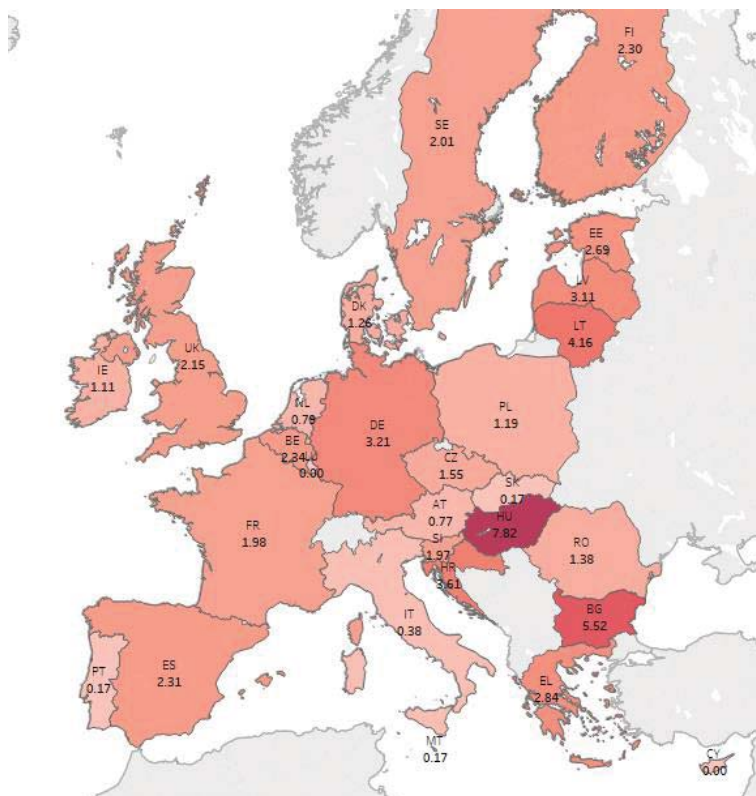 FI
2.30
SE
2.01
EE
2.69
LV
3.11
LT
4.16
DK
1.26
UK
2.15
IE
1.11
NL
0.79
DE
3.21
PL
1.19
BE
2.34
LU
0.00
CZ
1.55
SK
0.17
AT
0.77
HU
7.82
FR
1.98
SI
1.97
HR
3.61
RO
1.38
IT
0.38
BG
5.52
PT
0.17
ES
2.31
EL
2.84
MT
0.17
CY
0.00